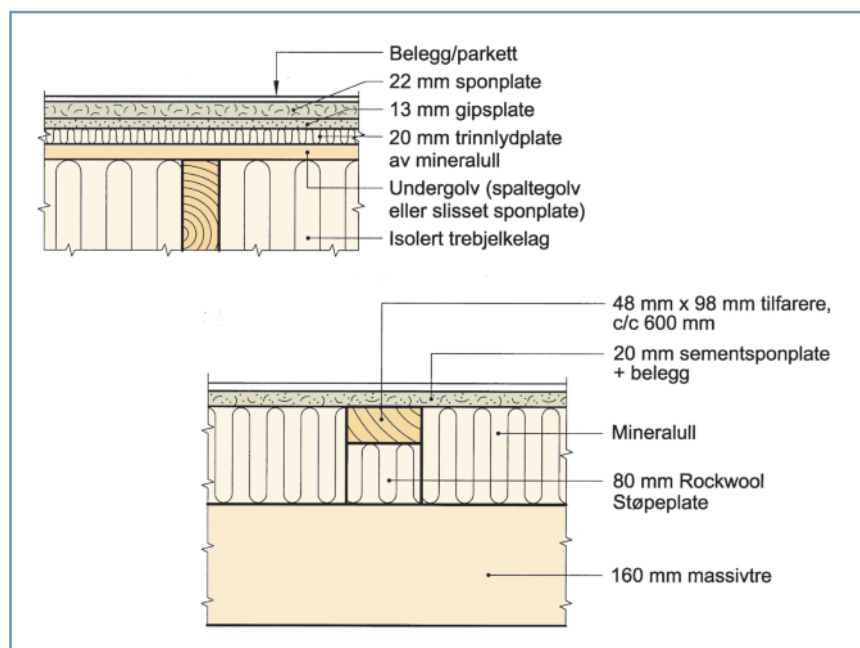 Belegg/parkett
22 mm sponplate
13 mm gipsplate
20 mm trinnlydplate
av mineralull
Undergolv (spaltegolv
eller slisset sponplate)
Isolert trebjelkelag
48 mm x 98 mm tilfarere,
c/c 600 mm
20 mm sementsponplate
+ belegg
Mineralull
80 mm Rockwool
Støpeplate
160 mm massivtre